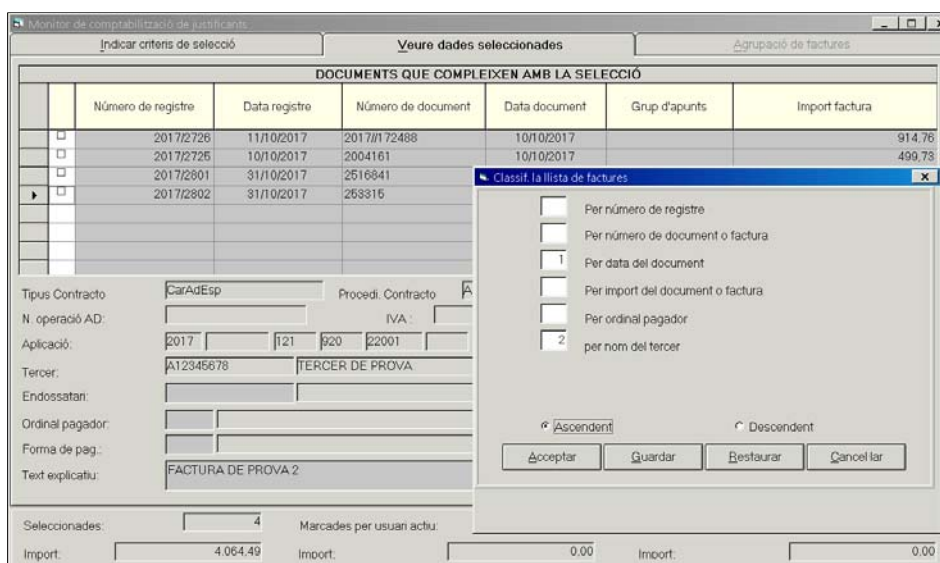 Monitor de comptabilització de justificants
Indicar criteris de selecció Veure dades seleccionades Agrupació de factures
DOCUMENTS QUE COMPLEIXEN AMB LA SELECCIÓ
Número de registre Data registre Número de document Data document Grup d'apunts Import factura
2017/2726 11/10/2017 2017//172488 10/10/2017 914,76
2017/2725 10/10/2017 2004161 10/10/2017 499,73
2017/2801 31/10/2017 2516841
2017/2802 31/10/2017 253315
Classif. la llista de factures
Per número de registre
Per número de document o factura
1 Per data del document
Per import del document o factura
Per ordinal pagador
2 per nom del tercer
Ascendent Descendent
Acceptar Guardar Restaurar Cancel·lar
Tipus Contracto CarAdEsp Procedi. Contracto A
N. operació AD: IVA :
Aplicació: 2017 121 920 22001
Tercer: A12345678 TERCER DE PROVA
Endossatari:
Ordinal pagador:
Forma de pag.:
Text explicatiu: FACTURA DE PROVA 2
Seleccionades: 4 Marcades per usuari actiu:
Import: 4.064,49 Import: 0.00 Import: 0.00